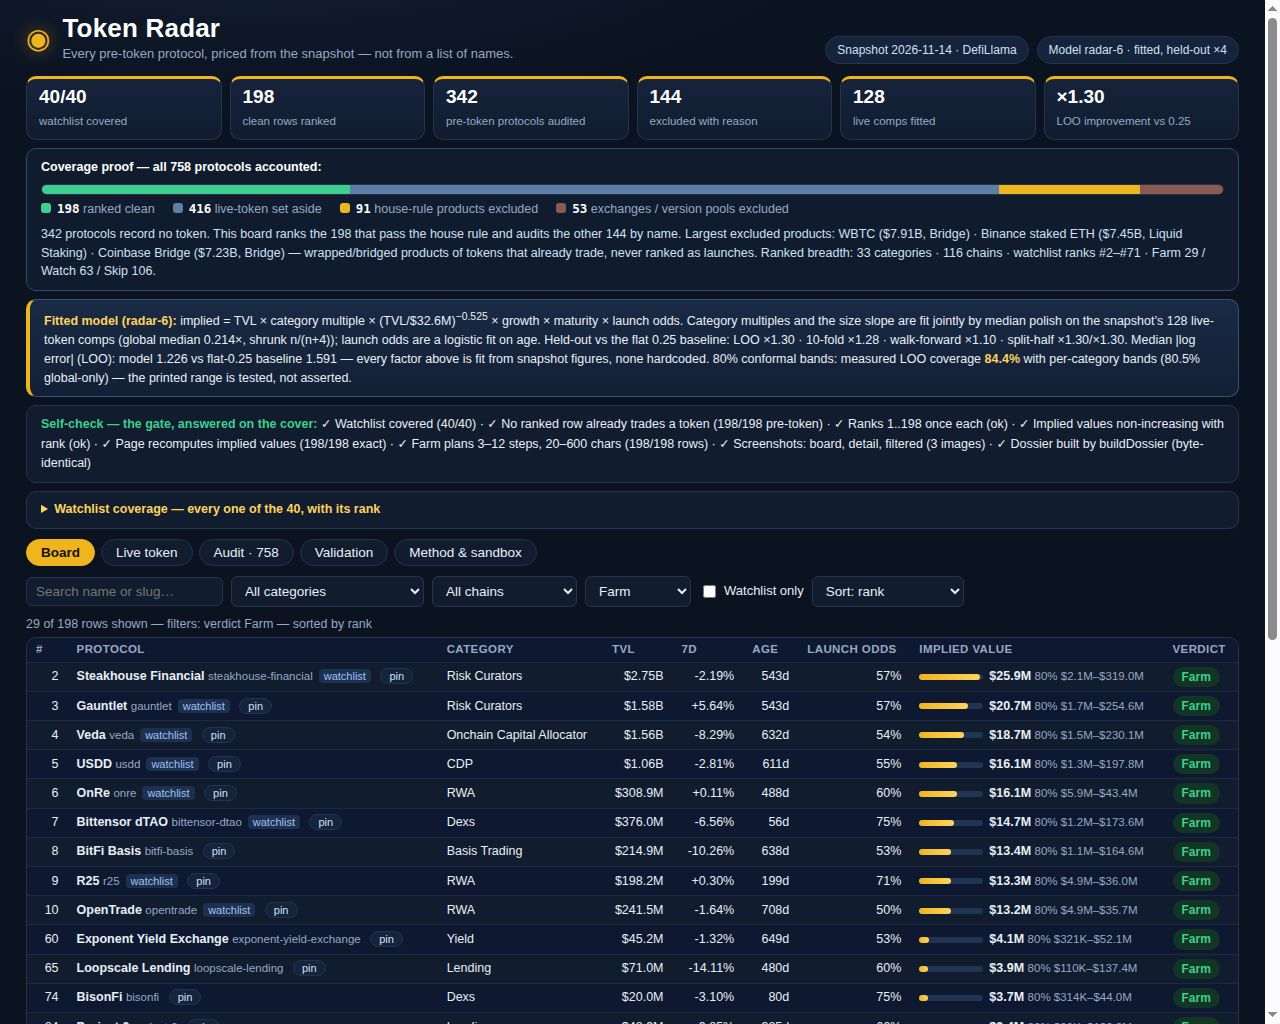 Token Radar
Every pre-token protocol, priced from the snapshot — not from a list of names.
Snapshot 2026-11-14 · DefiLlama
Model radar-6 · fitted, held-out ×4
40/40
watchlist covered
198
clean rows ranked
342
pre-token protocols audited
144
excluded with reason
128
live comps fitted
×1.30
LOO improvement vs 0.25
Coverage proof — all 758 protocols accounted:
198 ranked clean 416 live-token set aside 91 house-rule products excluded 53 exchanges / version pools excluded
342 protocols record no token. This board ranks the 198 that pass the house rule and audits the other 144 by name. Largest excluded products: WBTC ($7.91B, Bridge) · Binance staked ETH ($7.45B, Liquid
Staking) · Coinbase Bridge ($7.23B, Bridge) — wrapped/bridged products of tokens that already trade, never ranked as launches. Ranked breadth: 33 categories · 116 chains · watchlist ranks #2–#71 · Farm 29 /
Watch 63 / Skip 106.
Fitted model (radar-6): implied = TVL × category multiple × (TVL/$32.6M)−0.525 × growth × maturity × launch odds. Category multiples and the size slope are fit jointly by median polish on the snapshot's 128 live-
token comps (global median 0.214×, shrunk n/(n+4)); launch odds are a logistic fit on age. Held-out vs the flat 0.25 baseline: LOO ×1.30 · 10-fold ×1.28 · walk-forward ×1.10 · split-half ×1.30/×1.30. Median |log
error| (LOO): model 1.226 vs flat-0.25 baseline 1.591 — every factor above is fit from snapshot figures, none hardcoded. 80% conformal bands: measured LOO coverage 84.4% with per-category bands (80.5%
global-only) — the printed range is tested, not asserted.
Self-check — the gate, answered on the cover: ✓ Watchlist covered (40/40) · ✓ No ranked row already trades a token (198/198 pre-token) · ✓ Ranks 1..198 once each (ok) · ✓ Implied values non-increasing with
rank (ok) · ✓ Page recomputes implied values (198/198 exact) · ✓ Farm plans 3–12 steps, 20–600 chars (198/198 rows) · ✓ Screenshots: board, detail, filtered (3 images) · ✓ Dossier built by buildDossier (byte-
identical)
Watchlist coverage — every one of the 40, with its rank
Board Live token Audit · 758 Validation Method & sandbox
Search name or slug… All categories All chains Farm Watchlist only Sort: rank
29 of 198 rows shown — filters: verdict Farm — sorted by rank
# PROTOCOL CATEGORY TVL 7D AGE LAUNCH ODDS IMPLIED VALUE VERDICT
2 Steakhouse Financial steakhouse-financial watchlist pin Risk Curators $2.75B -2.19% 543d 57% $25.9M 80% $2.1M–$319.0M Farm
3 Gauntlet gauntlet watchlist pin Risk Curators $1.58B +5.64% 543d 57% $20.7M 80% $1.7M–$254.6M Farm
4 Veda veda watchlist pin Onchain Capital Allocator $1.56B -8.29% 632d 54% $18.7M 80% $1.5M–$230.1M Farm
5 USDD usdd watchlist pin CDP $1.06B -2.81% 611d 55% $16.1M 80% $1.3M–$197.8M Farm
6 OnRe onre watchlist pin RWA $308.9M +0.11% 488d 60% $16.1M 80% $5.9M–$43.4M Farm
7 Bittensor dTAO bittensor-dtao watchlist pin Dexs $376.0M -6.56% 56d 75% $14.7M 80% $1.2M–$173.6M Farm
8 BitFi Basis bitfi-basis pin Basis Trading $214.9M -10.26% 638d 53% $13.4M 80% $1.1M–$164.6M Farm
9 R25 r25 watchlist pin RWA $198.2M +0.30% 199d 71% $13.3M 80% $4.9M–$36.0M Farm
10 OpenTrade opentrade watchlist pin RWA $241.5M -1.64% 708d 50% $13.2M 80% $4.9M–$35.7M Farm
60 Exponent Yield Exchange exponent-yield-exchange pin Yield $45.2M -1.32% 649d 53% $4.1M 80% $321K–$52.1M Farm
65 Loopscale Lending loopscale-lending pin Lending $71.0M -14.11% 480d 60% $3.9M 80% $110K–$137.4M Farm
74 BisonFi bisonfi pin Dexs $20.0M -3.10% 80d 75% $3.7M 80% $314K–$44.0M Farm